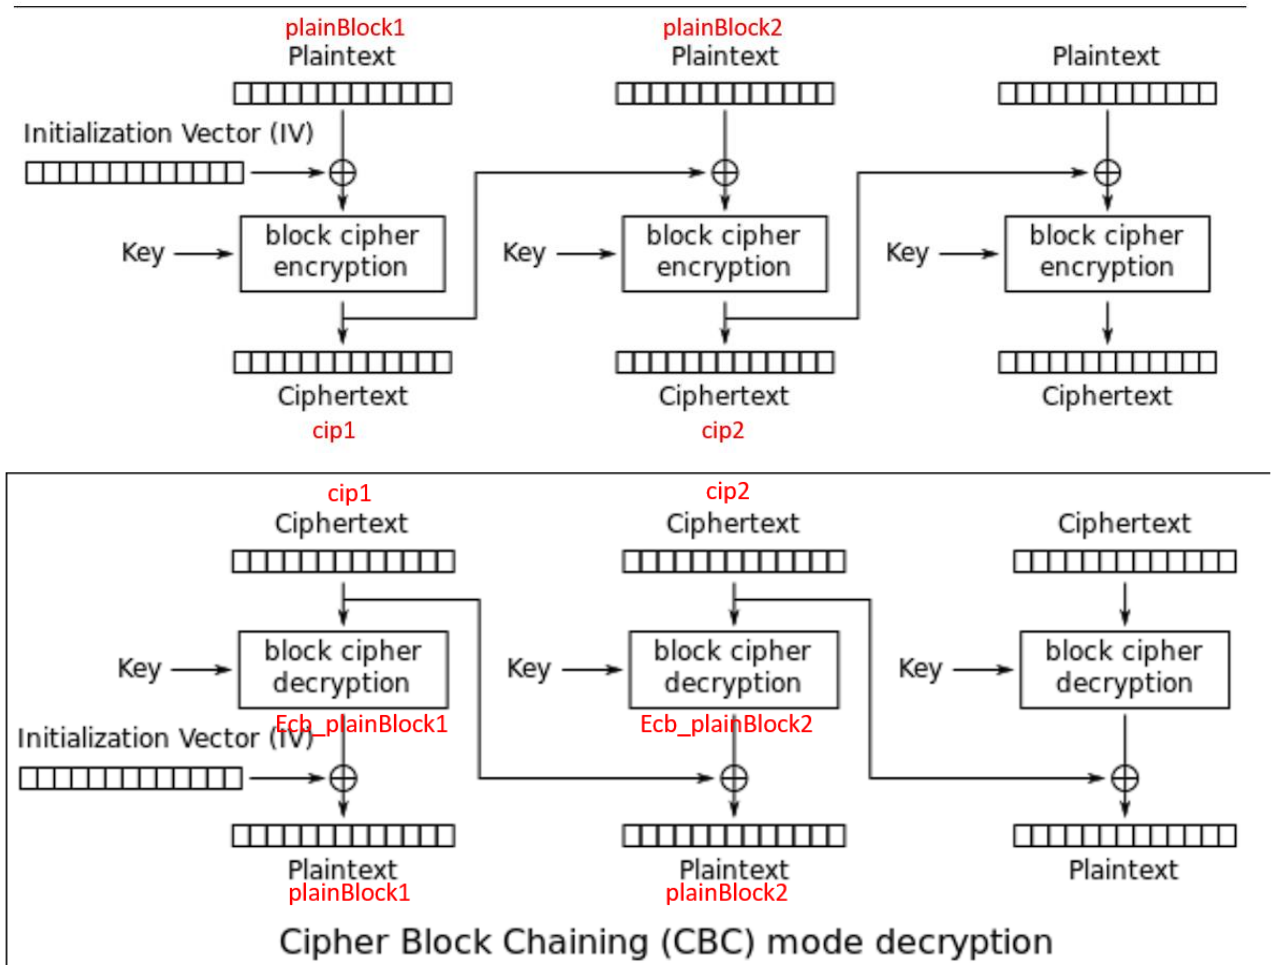 plainBlock1
plainBlock2
Plaintext
Plaintext
Plaintext
Initialization Vector (IV)
Key
block cipher
encryption
Key
block cipher
encryption
Key
block cipher
encryption
Ciphertext
Ciphertext
Ciphertext
cip1
cip2
cip1
cip2
Ciphertext
Ciphertext
Ciphertext
Key
block cipher
decryption
Key
block cipher
decryption
Key
block cipher
decryption
Ecb_plainBlock1
Ecb_plainBlock2
Initialization Vector (IV)
Plaintext
Plaintext
Plaintext
plainBlock1
plainBlock2
Cipher Block Chaining (CBC) mode decryption